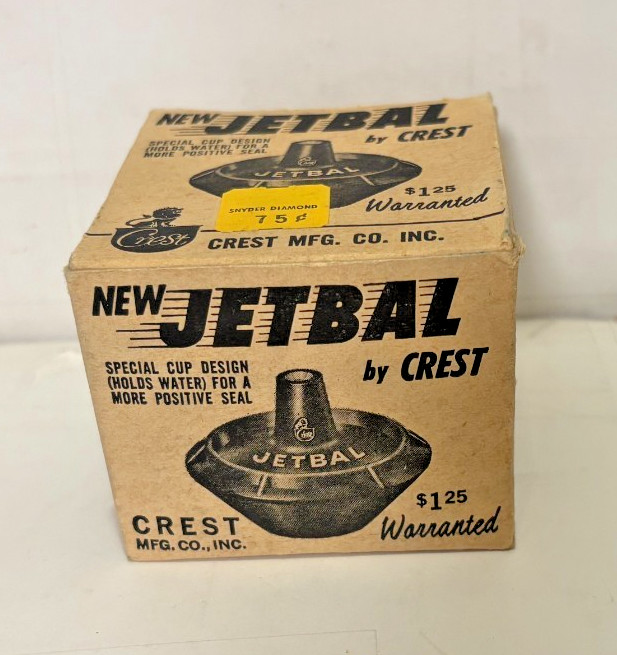 NEW JETBAL
by CREST
SPECIAL CUP DESIGN
(HOLDS WATER) FOR A
MORE POSITIVE SEAL
JETBAL
$1 25
Warranted
SNYDER DIAMOND
75¢
Crest
CREST MFG. CO. INC.
NEW JETBAL
by CREST
SPECIAL CUP DESIGN
(HOLDS WATER) FOR A
MORE POSITIVE SEAL
JETBAL
$1 25
Warranted
CREST
MFG. CO., INC.